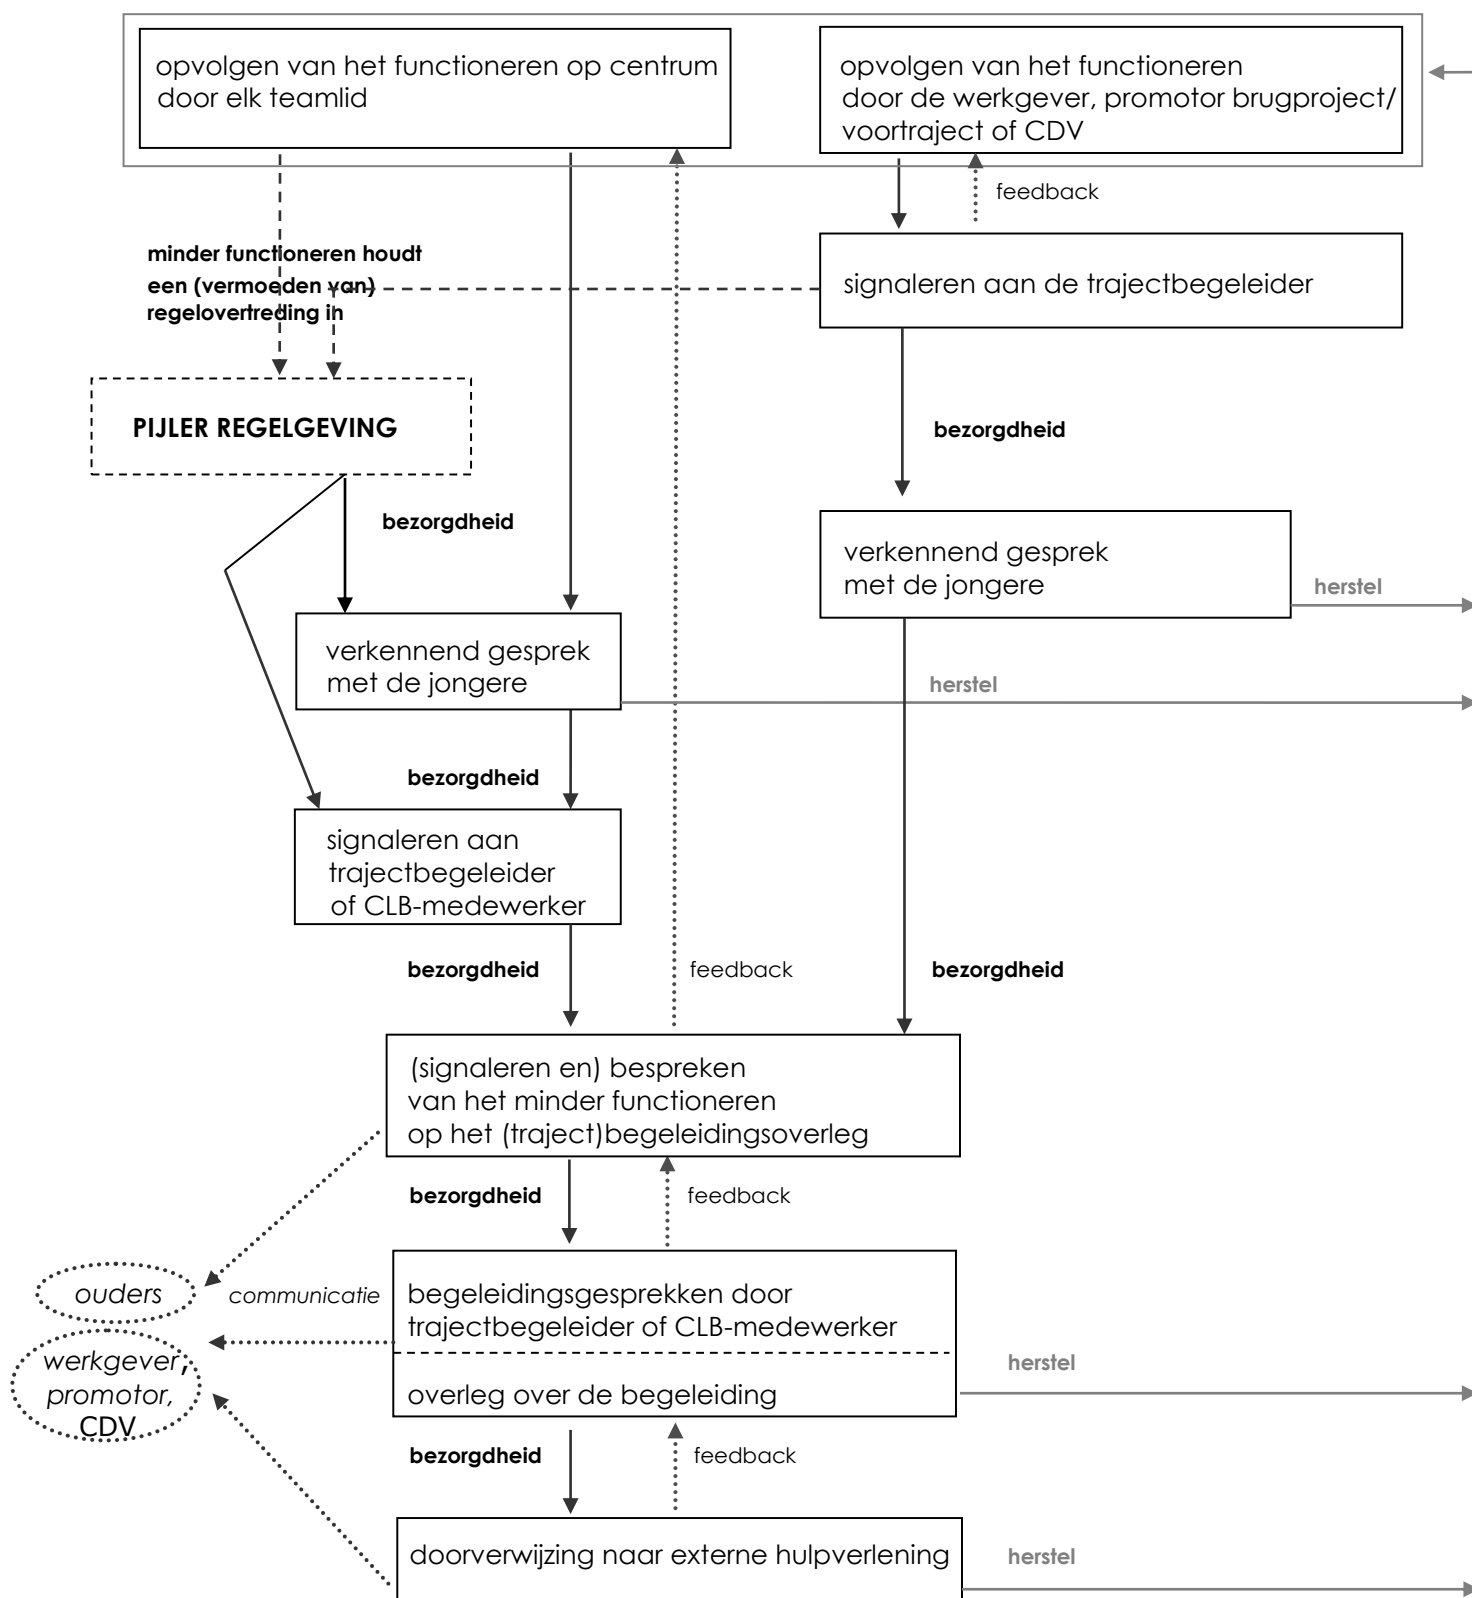 opvolgen van het functioneren op centrum
door elk teamlid
opvolgen van het functioneren
door de werkgever, promotor brugproject/
voortraject of CDV
feedback
minder functioneren houdt
een (vermoeden van)
regelovertreding in
signaleren aan de trajectbegeleider
PIJLER REGELGEVING
bezorgdheid
bezorgdheid
verkennend gesprek
met de jongere
herstel
verkennend gesprek
met de jongere
herstel
bezorgdheid
signaleren aan
trajectbegeleider
of CLB-medewerker
bezorgdheid
feedback
bezorgdheid
(signaleren en) bespreken
van het minder functioneren
op het (traject)begeleidingsoverleg
bezorgdheid
feedback
ouders
communicatie
begeleidingsgesprekken door
trajectbegeleider of CLB-medewerker
werkgever,
promotor,
CDV
overleg over de begeleiding
herstel
bezorgdheid
feedback
doorverwijzing naar externe hulpverlening
herstel